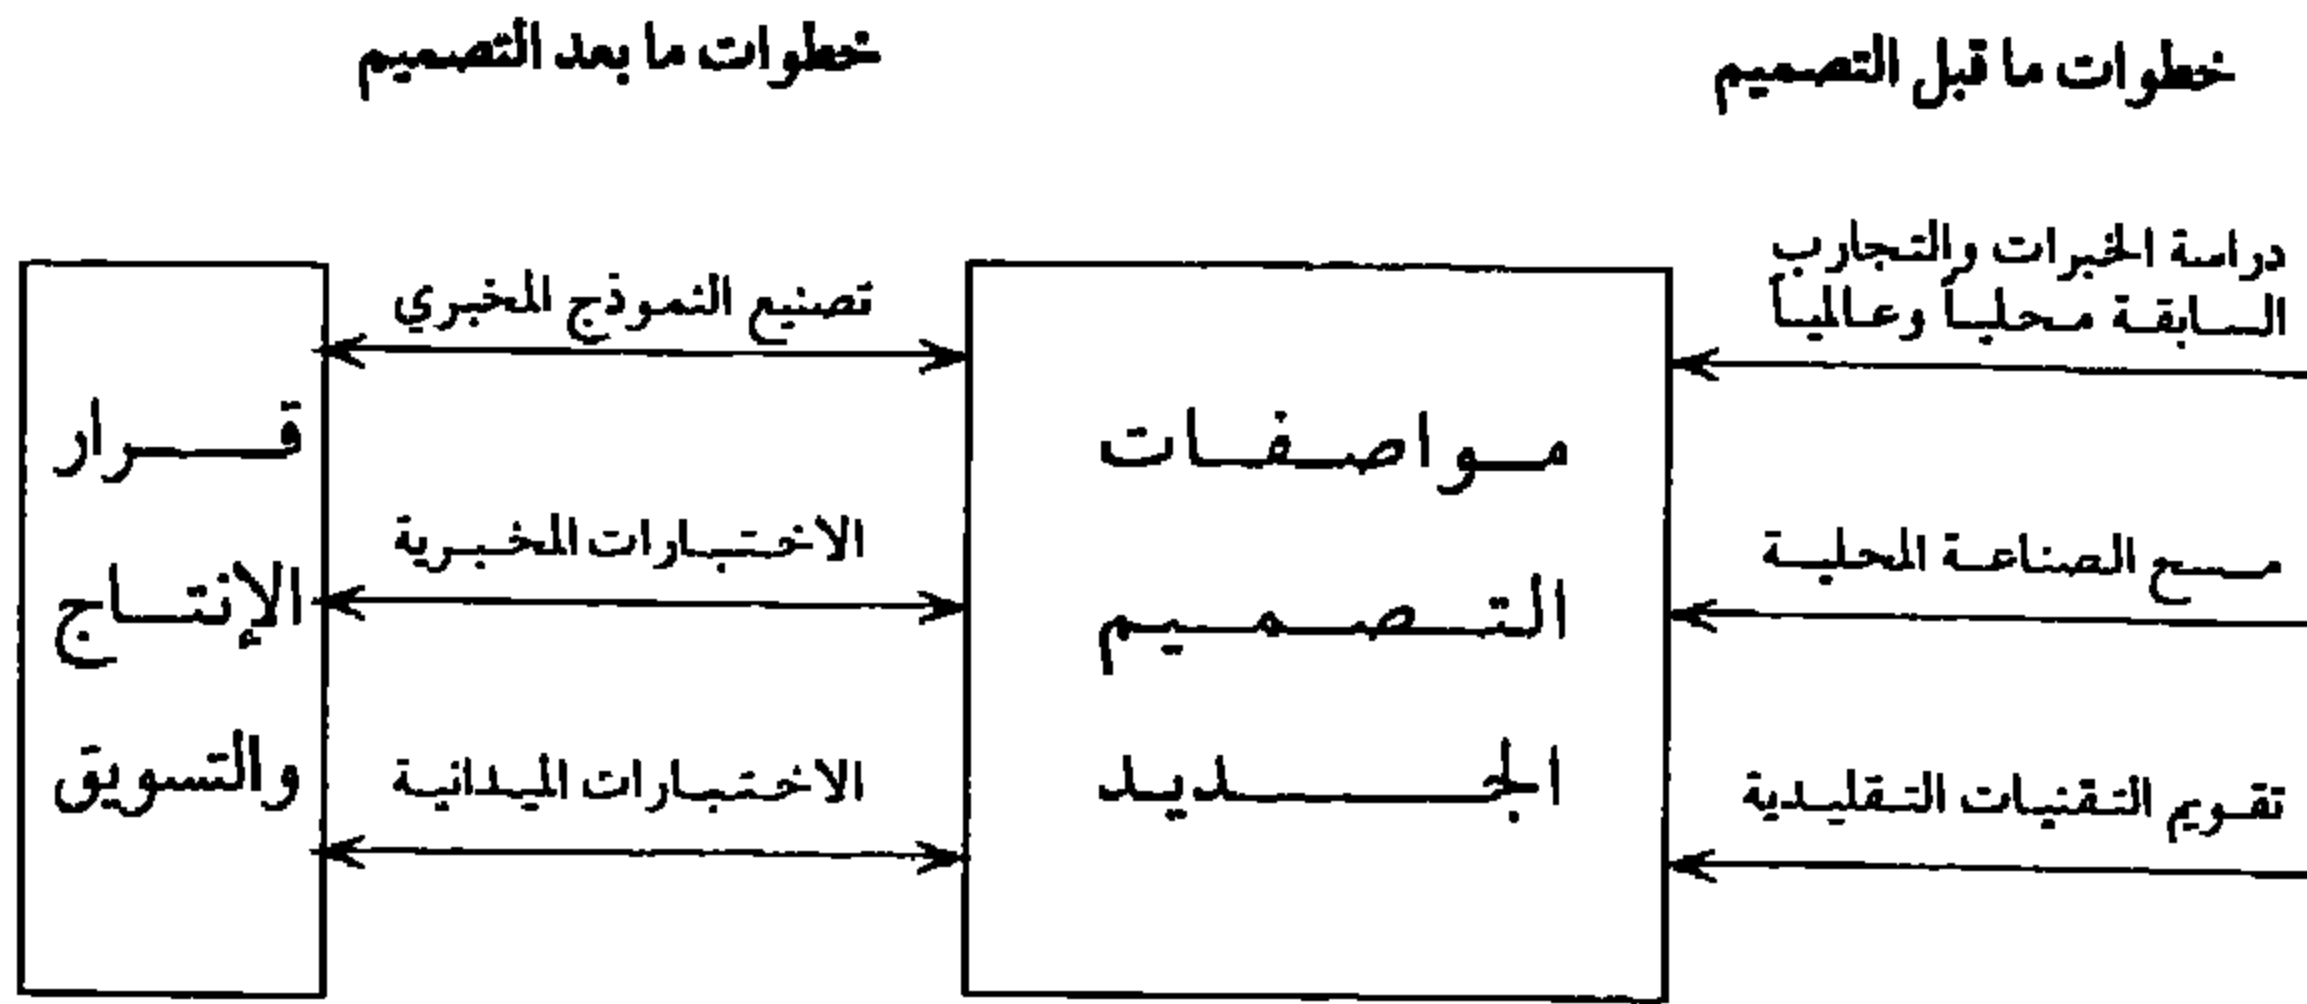 خطوات ما قبل التصميم
خطوات ما بعد التصميم
دراسة الخبرات والتجارب
السابقة محلياً وعالمياً
مسح الصناعة المحلية
تقويم التقنيات التقليدية
مواصفات
التصميم
الجديد
تصنيع النموذج المخبري
الاختبارات المخبرية
الاختبارات الميدانية
قرار
الإنتاج
والتسويق